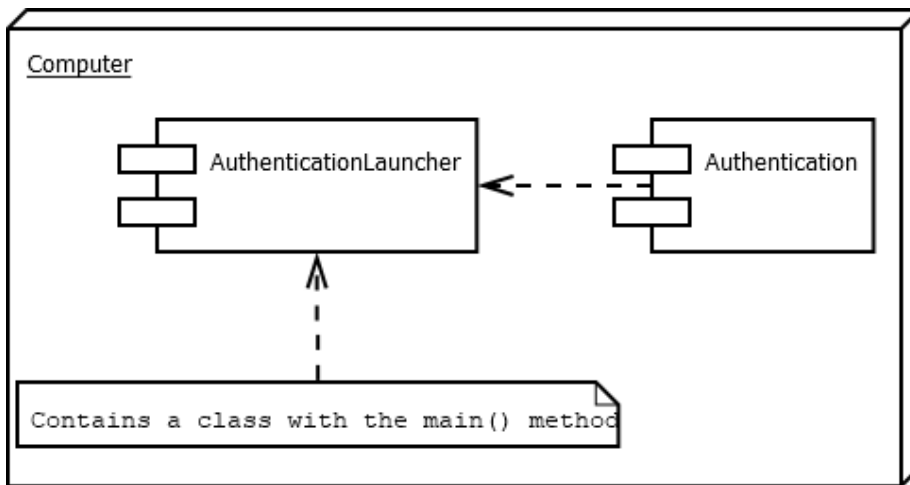 Computer
AuthenticationLauncher
Authentication
Contains a class with the main() method